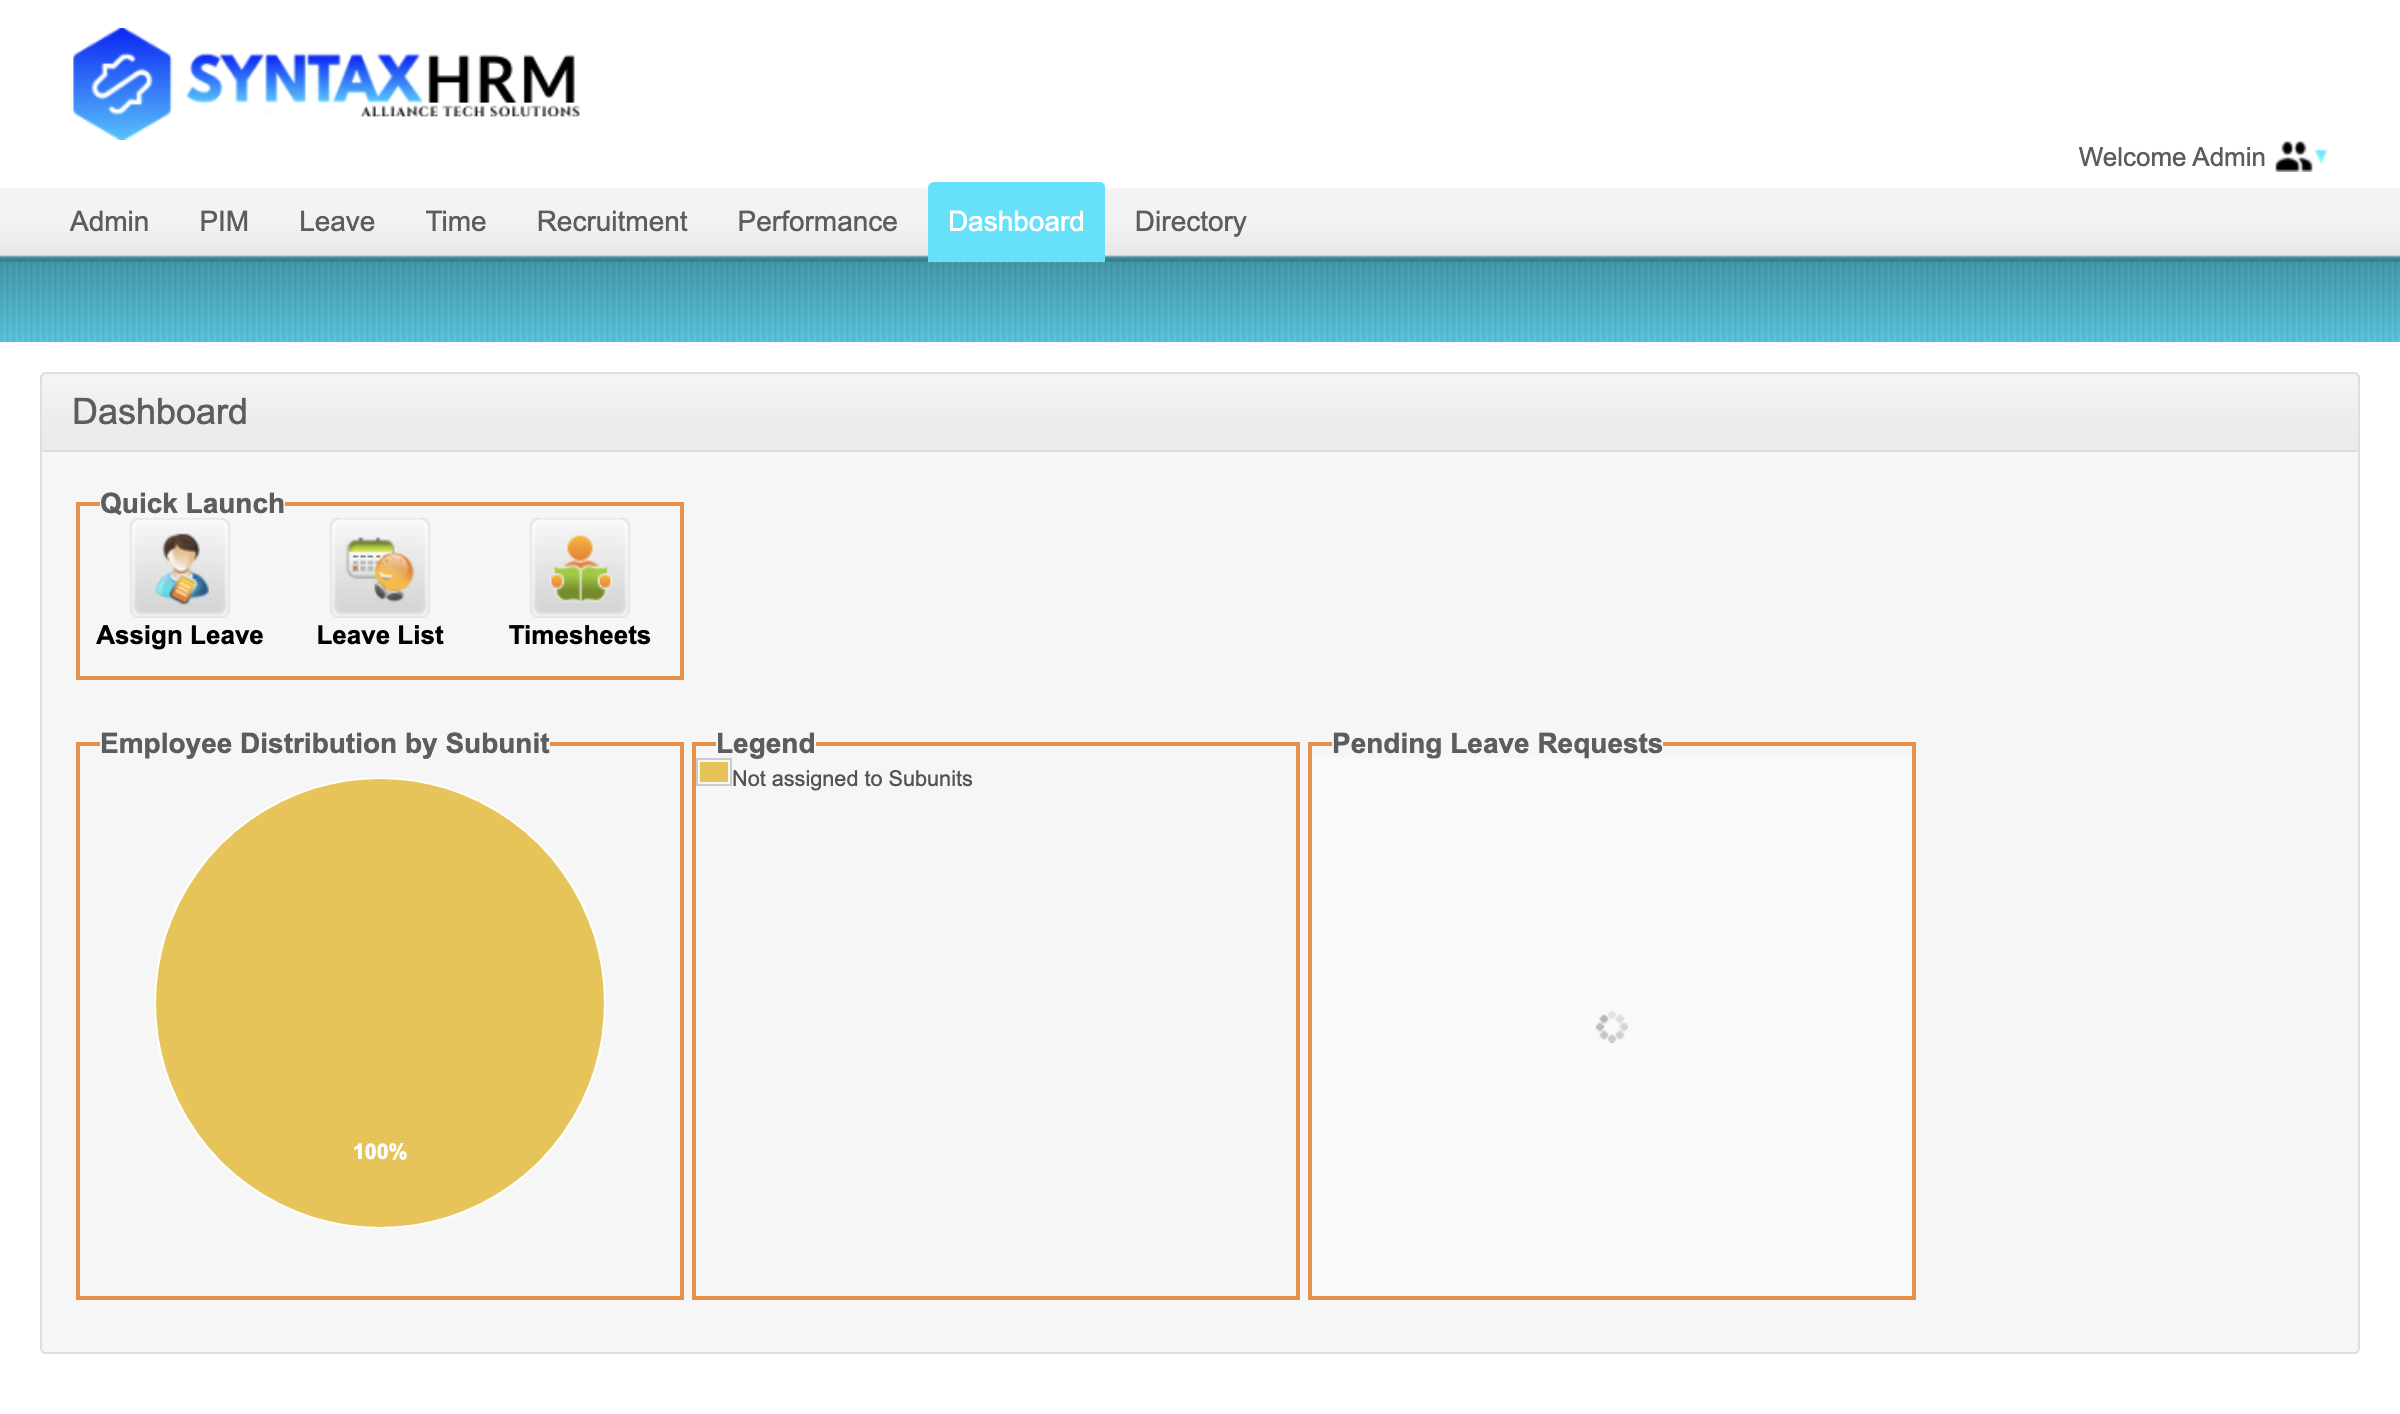 SYNTAXHRM
ALLIANCE TECH SOLUTIONS
Welcome Admin
Admin PIM Leave Time Recruitment Performance Dashboard Directory
Dashboard
Quick Launch
Assign Leave Leave List Timesheets
Employee Distribution by Subunit
100%
Legend
Not assigned to Subunits
Pending Leave Requests